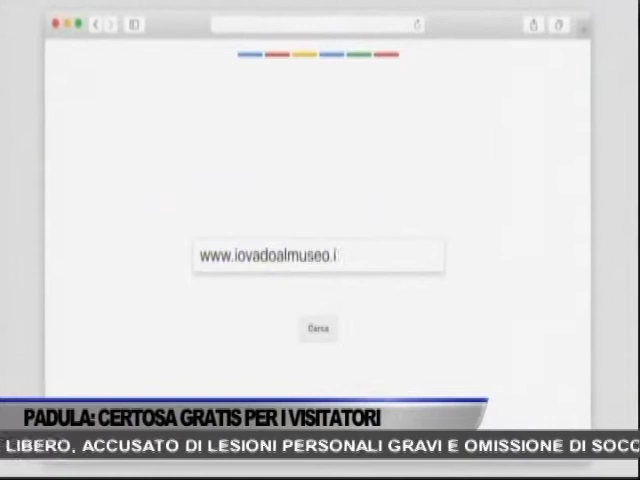 www.iovadoalmuseo.i
Cerca
PADULA: CERTOSA GRATIS PER I VISITATORI
LIBERO, ACCUSATO DI LESIONI PERSONALI GRAVI E OMISSIONE DI SOCC